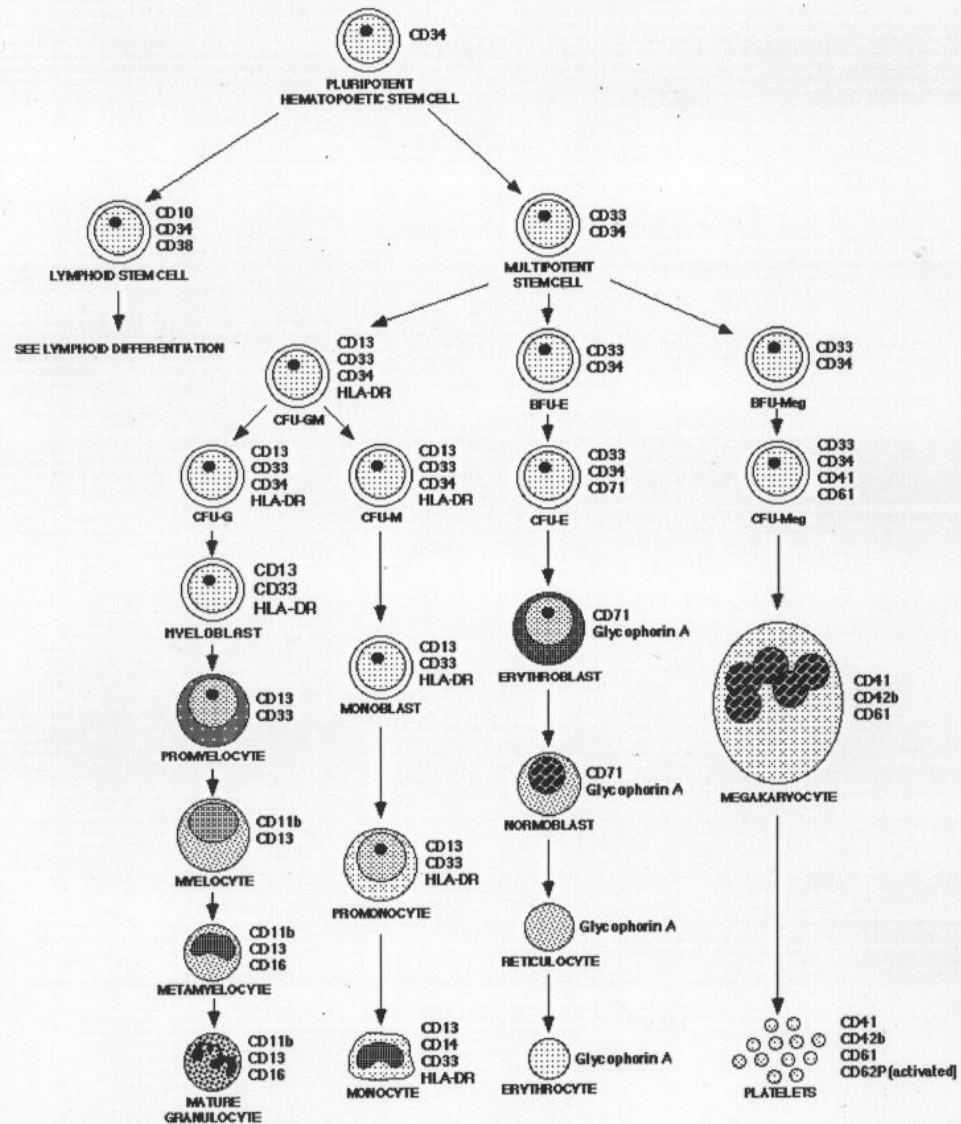 CD34
PLURIPOTENT
HEMATOPOIETIC STEM CELL
CD10
CD34
CD38
LYMPHOID STEM CELL
SEE LYMPHOID DIFFERENTIATION
CD33
CD34
MULTIPOTENT
STEM CELL
CD13
CD33
CD34
HLA-DR
CFU-GM
CD33
CD34
BFU-E
CD33
CD34
BFU-Meg
CD13
CD33
CD34
HLA-DR
CFU-G
CD13
CD33
CD34
HLA-DR
CFU-M
CD33
CD34
CD71
CFU-E
CD33
CD34
CD41
CD61
CFU-Meg
CD13
CD33
HLA-DR
MYELOBLAST
CD13
CD33
HLA-DR
MONOBLAST
CD71
Glycophorin A
ERYTHROBLAST
CD41
CD42b
CD61
MEGAKARYOCYTE
CD13
CD33
PROMYELOCYTE
CD71
Glycophorin A
NORMOBLAST
CD11b
CD13
MYELOCYTE
CD13
CD33
HLA-DR
PROMONOCYTE
CD11b
CD13
CD16
METAMYELOCYTE
Glycophorin A
RETICULOCYTE
CD11b
CD13
CD16
MATURE
GRANULOCYTE
CD13
CD14
CD33
HLA-DR
MONOCYTE
Glycophorin A
ERYTHROCYTE
CD41
CD42b
CD61
CD62P [activated]
PLATELETS